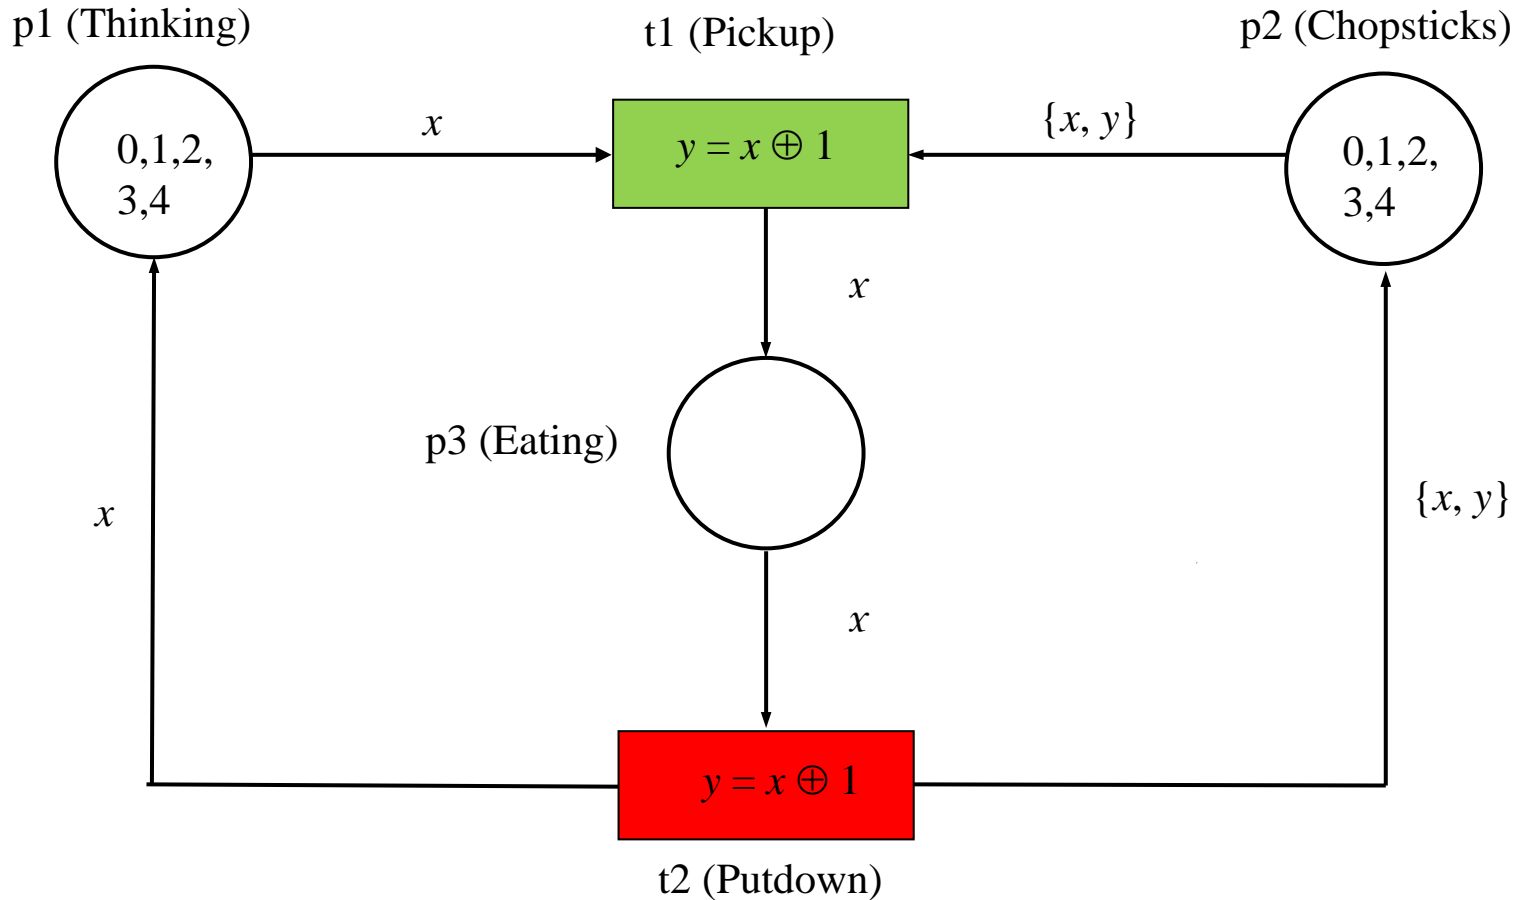 p1 (Thinking)
t1 (Pickup)
p2 (Chopsticks)
0,1,2,
3,4
x
y = x ⊕ 1
{x, y}
0,1,2,
3,4
x
p3 (Eating)
x
{x, y}
x
y = x ⊕ 1
t2 (Putdown)